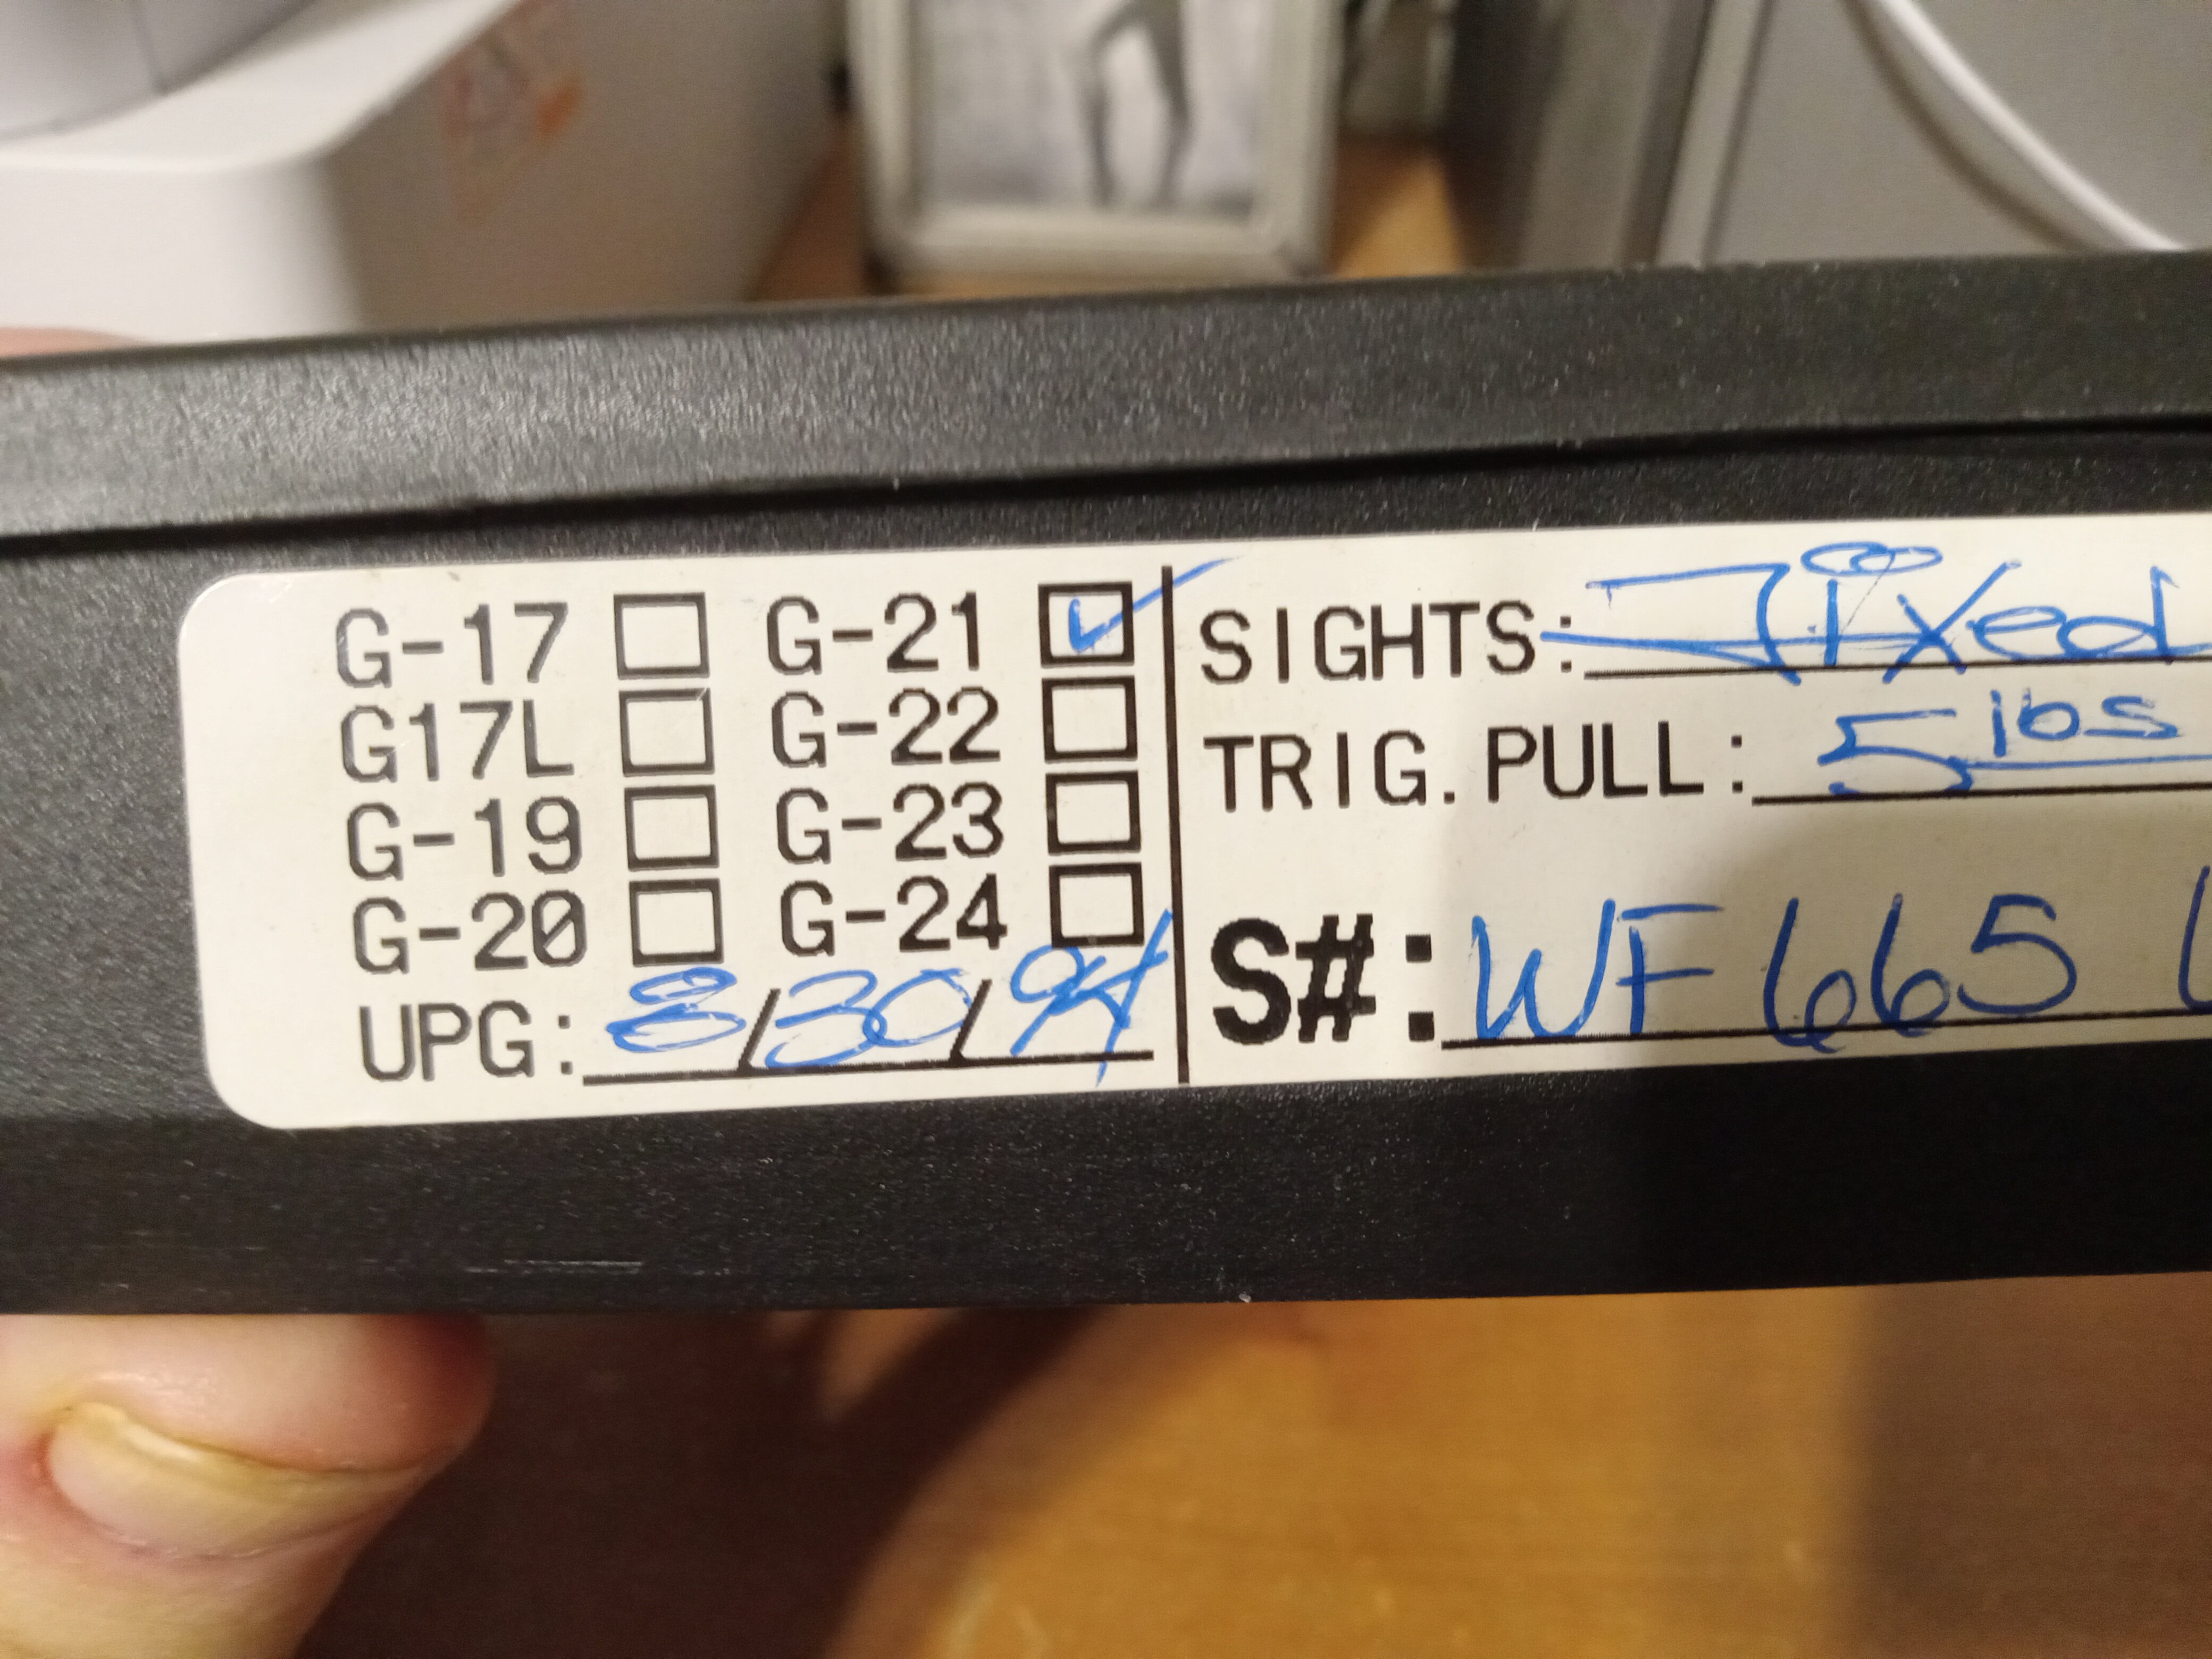 G-17 ☐ G-21 ☑
G17L ☐ G-22 ☐
G-19 ☐ G-23 ☐
G-20 ☐ G-24 ☐
UPG: 8/30/94
SIGHTS: Fixed
TRIG. PULL: 5 lbs
S#: WF665